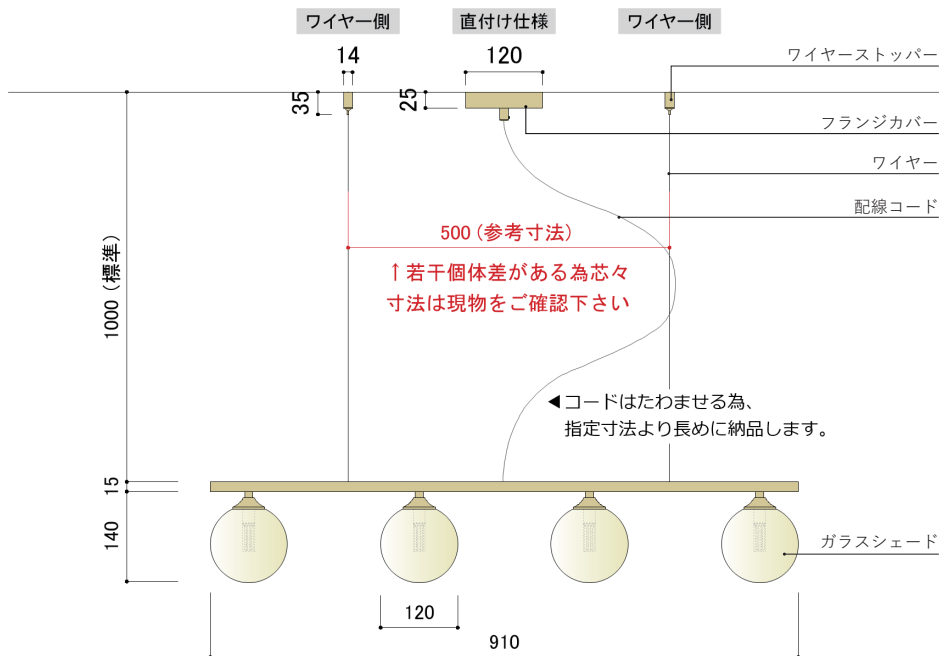 ワイヤー側
直付け仕様
ワイヤー側
14
120
ワイヤーストッパー
35
25
フランジカバー
ワイヤー
配線コード
500 (参考寸法)
↑若干個体差がある為芯々
寸法は現物をご確認下さい
1000 (標準)
◀コードはたわませる為、
指定寸法より長めに納品します。
15
140
ガラスシェード
120
910